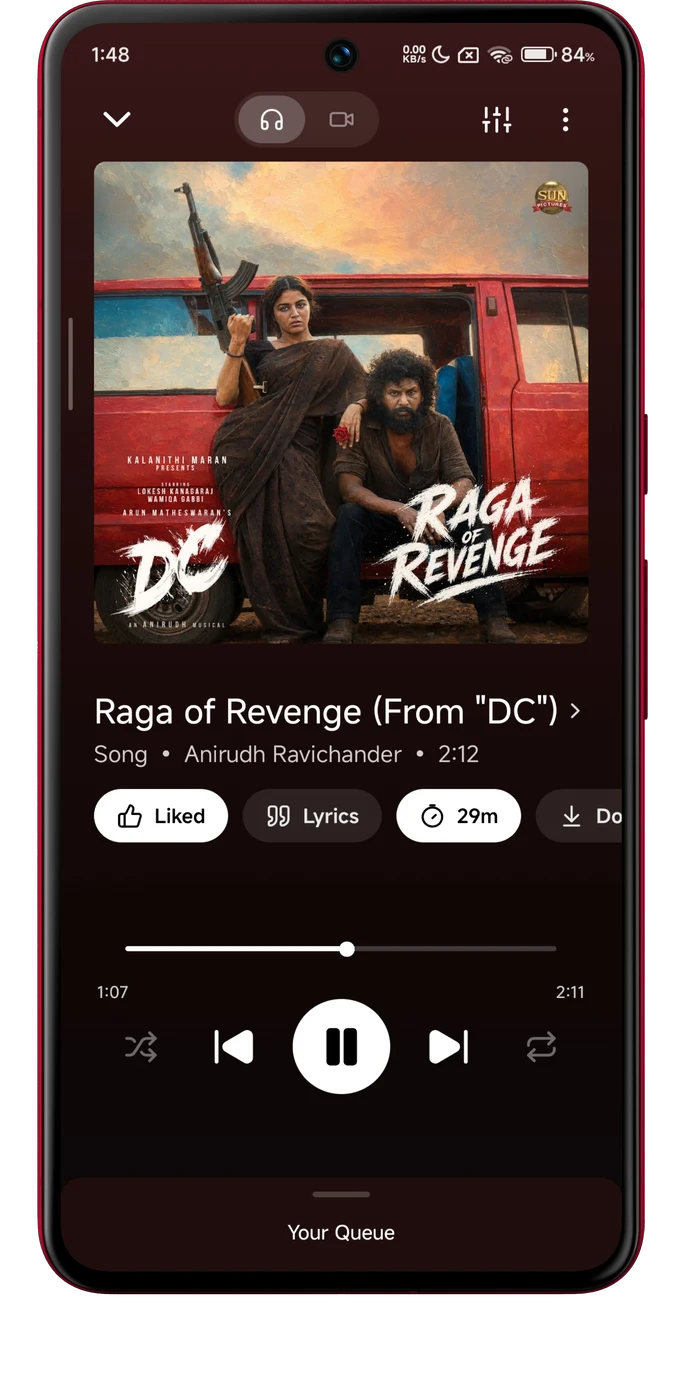 1:48
0.00
KB/s
84%
SUN
PICTURES
KALANITHI MARAN
PRESENTS
STARRING
LOKESH KANAGARAJ
WAMIQA GABBI
ARUN MATHESWARAN'S
DC
AN ANIRUDH MUSICAL
RAGA
OF
REVENGE
Raga of Revenge (From "DC")
Song • Anirudh Ravichander • 2:12
Liked
Lyrics
29m
Do
1:07
2:11
Your Queue